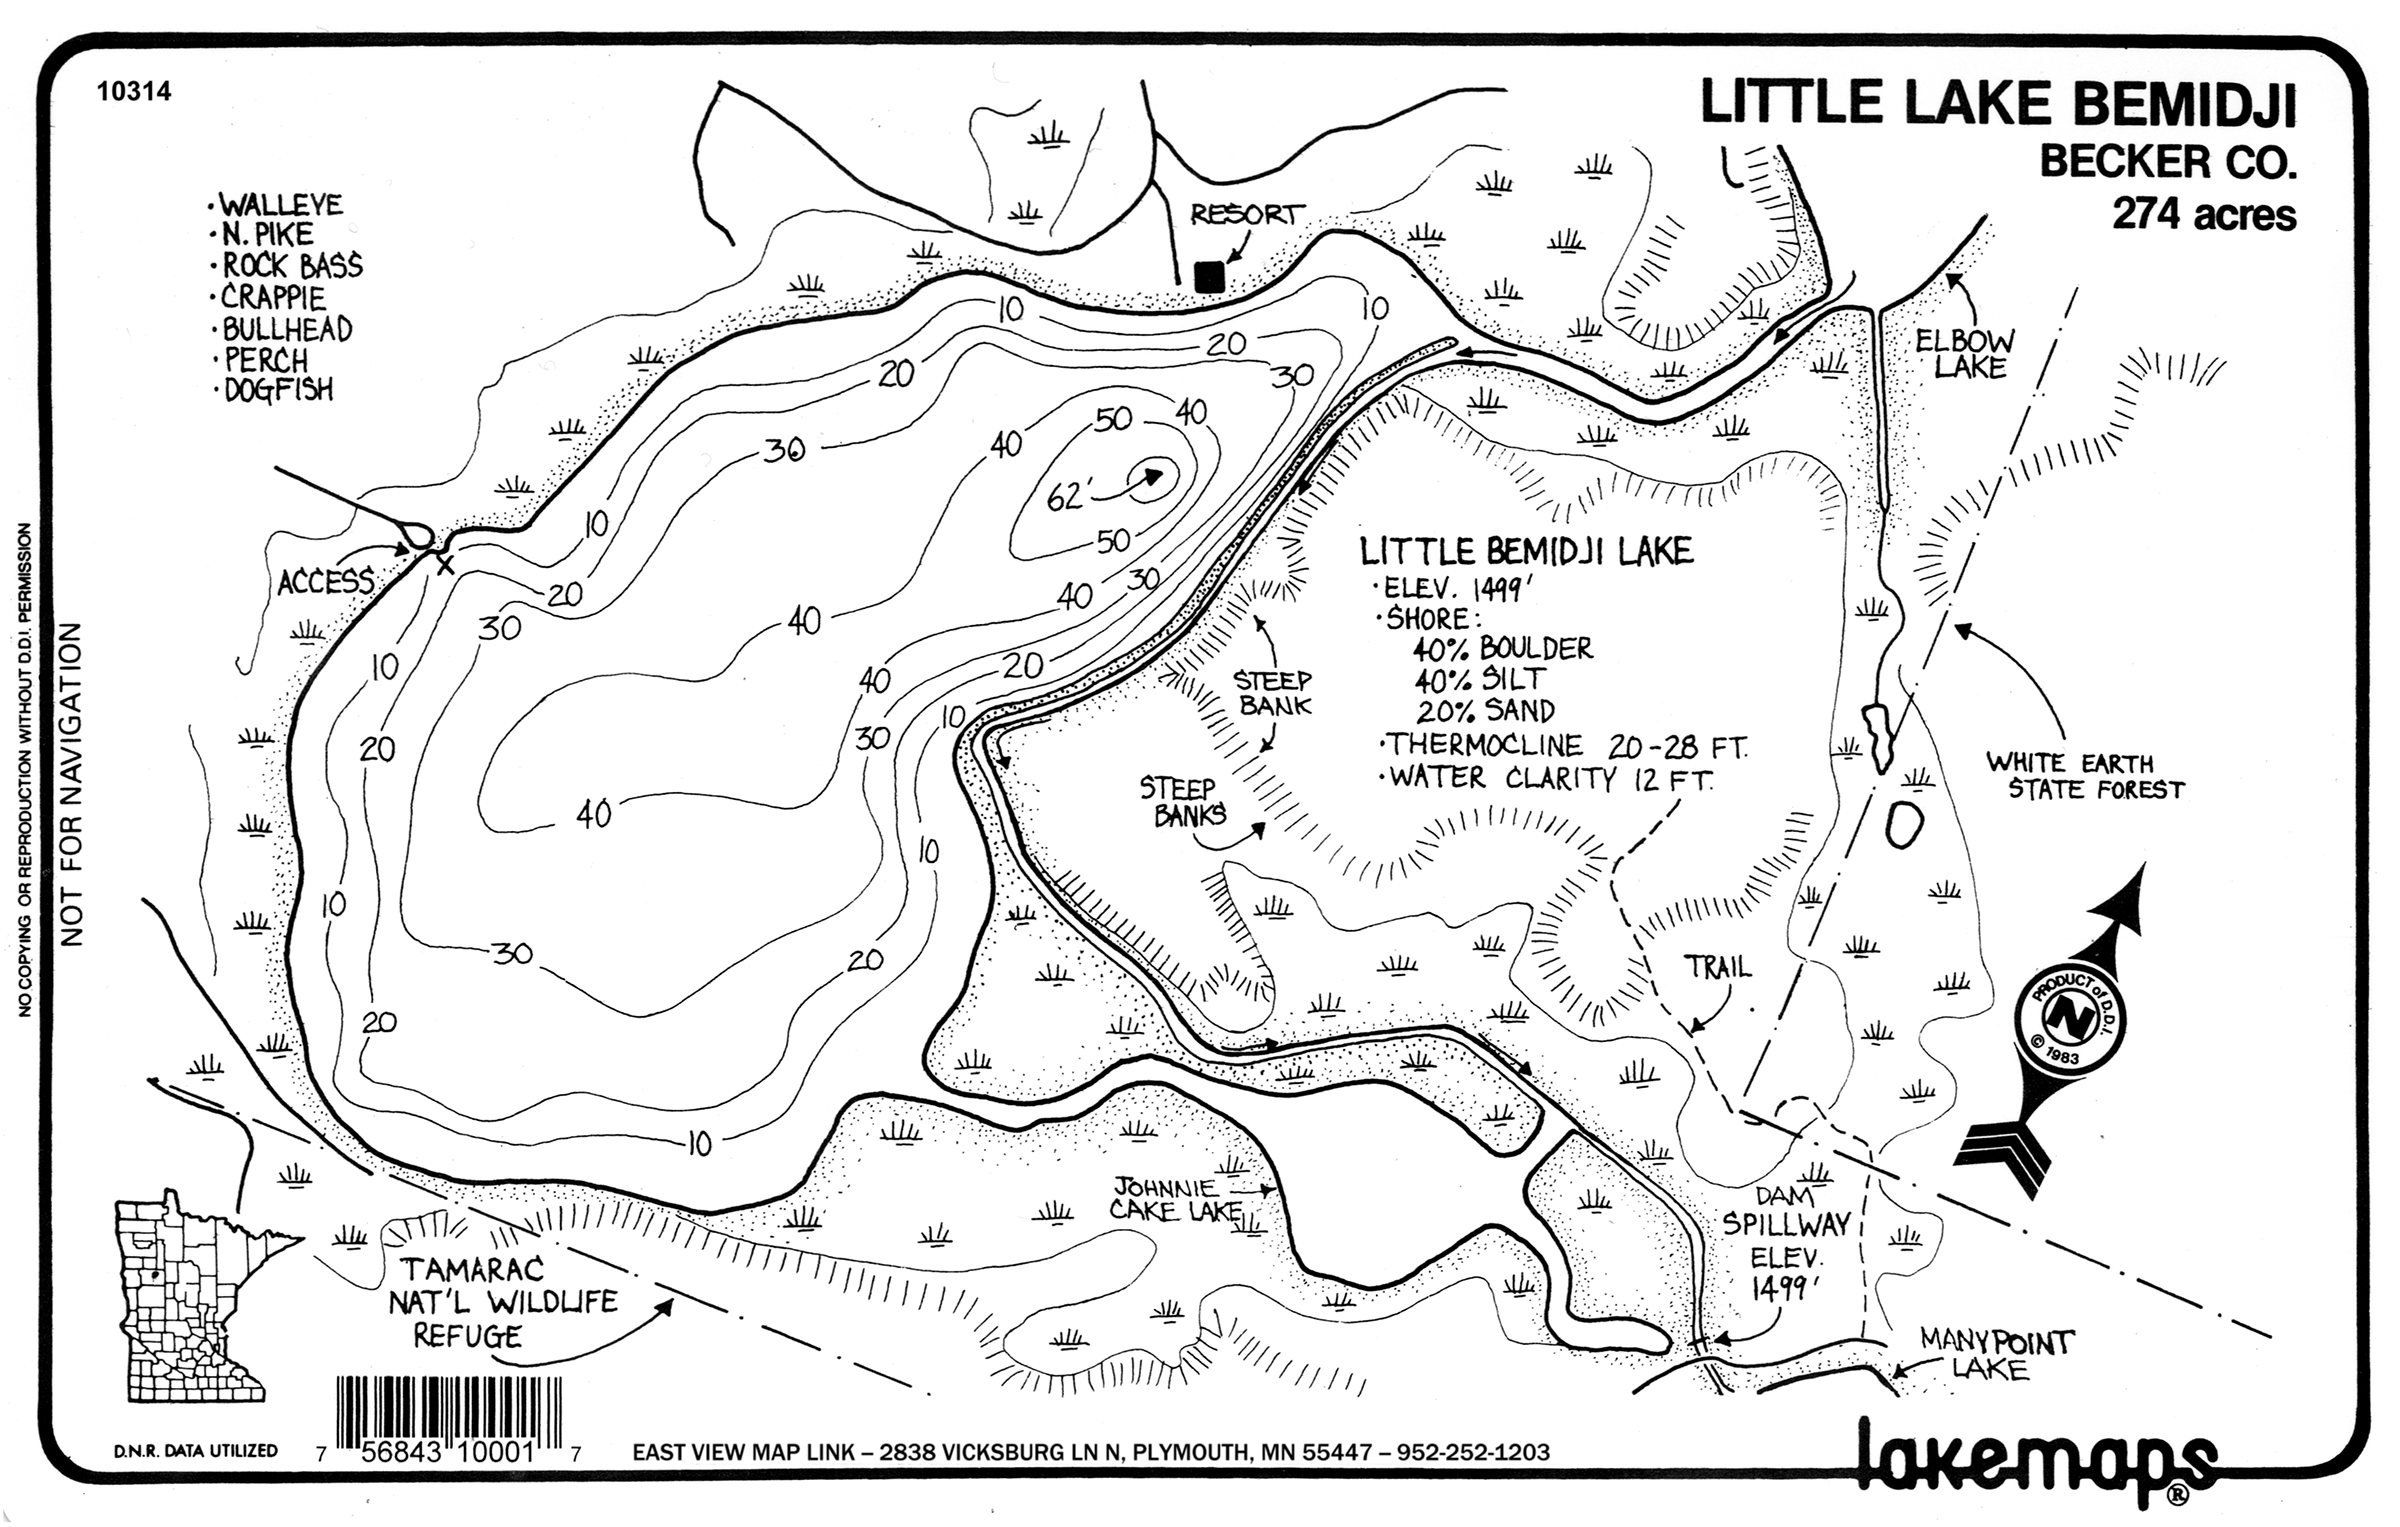 10314
LITTLE LAKE BEMIDJI
BECKER CO.
274 acres
•WALLEYE
•N. PIKE
•ROCK BASS
•CRAPPIE
•BULLHEAD
•PERCH
•DOGFISH
RESORT
ELBOW
LAKE
10
10
20
20
30
30
40
50
40
62'
50
ACCESS
X
10
20
30
40
40
30
20
10
40
30
10
20
40
10
10
30
20
20
10
LITTLE BEMIDJI LAKE
•ELEV. 1499'
•SHORE:
40% BOULDER
40% SILT
20% SAND
•THERMOCLINE 20-28 FT.
•WATER CLARITY 12 FT.
STEEP
BANK
STEEP
BANKS
WHITE EARTH
STATE FOREST
TRAIL
PRODUCT of D.D.I.
N
© 1983
JOHNNIE
CAKE LAKE
DAM
SPILLWAY
ELEV.
1499'
MANYPOINT
LAKE
TAMARAC
NAT'L WILDLIFE
REFUGE
NO COPYING OR REPRODUCTION WITHOUT D.D.I. PERMISSION
NOT FOR NAVIGATION
D.N.R. DATA UTILIZED
7 56843 10001 7
EAST VIEW MAP LINK – 2838 VICKSBURG LN N, PLYMOUTH, MN 55447 – 952-252-1203
lakemaps®